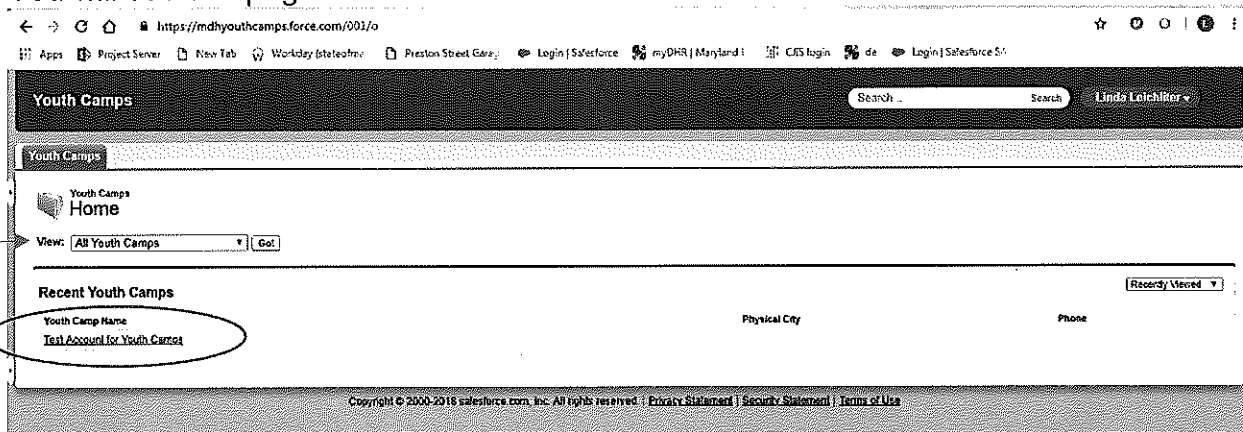 https://mdhyouthcamps.force.com/001/o
Apps Project Server New Tab Workday Preston Street Login | Salesforce myDHR | Maryland CJIS login de Login | Salesforce
Youth Camps
Search ... Search Linda Leichliter
Youth Camps
Youth Camps
Home
View: All Youth Camps Go!
Recent Youth Camps Recently Viewed
Youth Camp Name Physical City Phone
Test Account for Youth Camps
Copyright © 2000-2018 salesforce.com, inc. All rights reserved. | Privacy Statement | Security Statement | Terms of Use